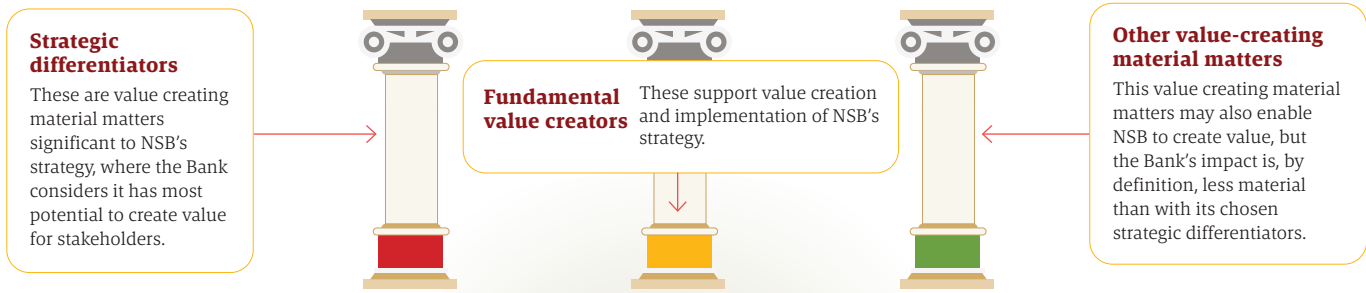 Strategic
differentiators
These are value creating
material matters
significant to NSB’s
strategy, where the Bank
considers it has most
potential to create value
for stakeholders.
Fundamental
value creators
These support value creation
and implementation of NSB’s
strategy.
Other value-creating
material matters
This value creating material
matters may also enable
NSB to create value, but
the Bank’s impact is, by
definition, less material
than with its chosen
strategic differentiators.